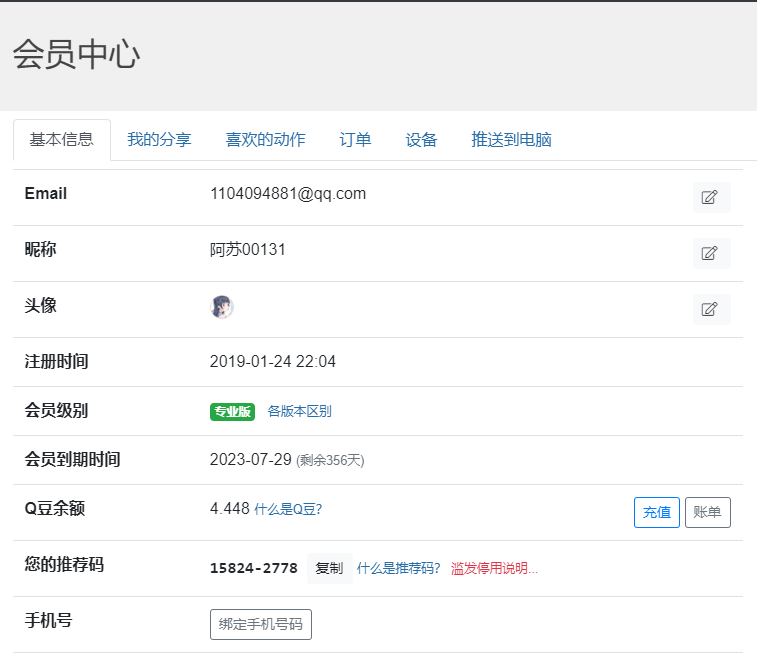 会员中心
基本信息 我的分享 喜欢的动作 订单 设备 推送到电脑
Email 1104094881@qq.com
昵称 阿苏00131
头像
注册时间 2019-01-24 22:04
会员级别 专业版 各版本区别
会员到期时间 2023-07-29 (剩余356天)
Q豆余额 4.448 什么是Q豆? 充值 账单
您的推荐码 15824-2778 复制 什么是推荐码? 滥发停用说明...
手机号 绑定手机号码